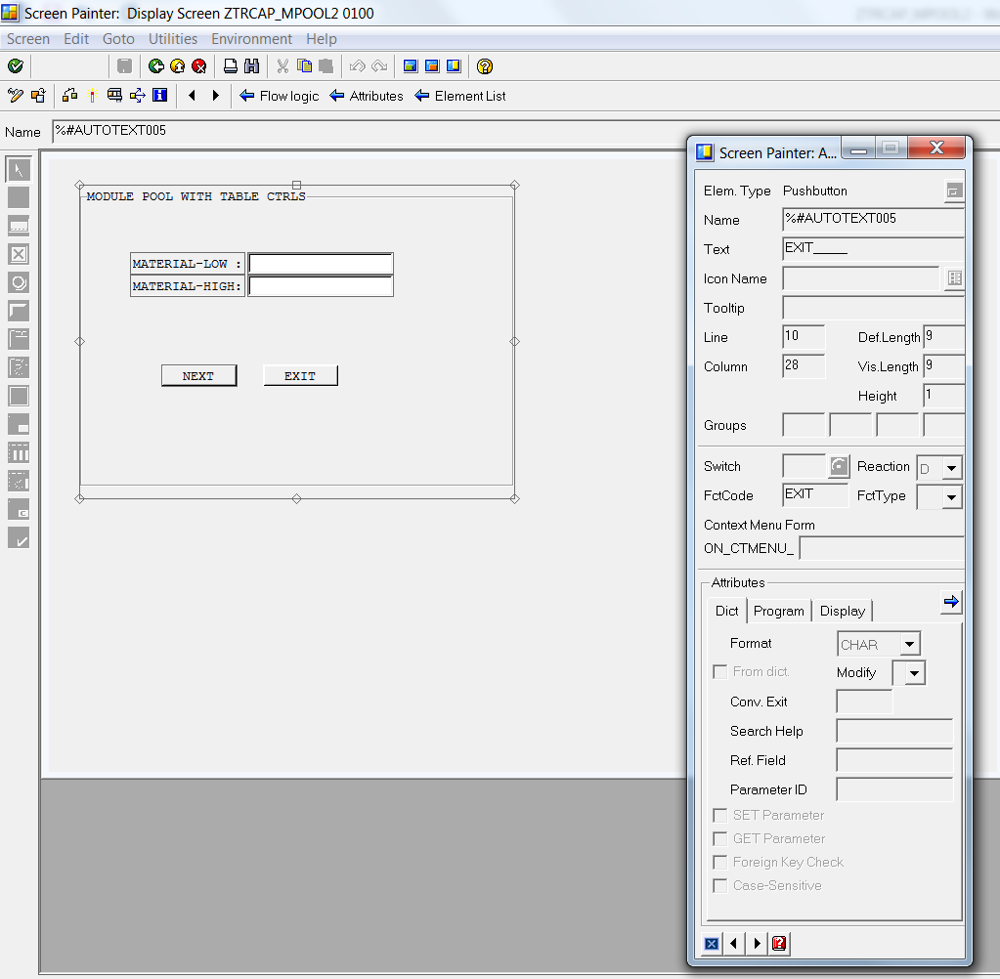 Screen Painter: Display Screen ZTRCAP_MPOOL2 0100
Screen Edit Goto Utilities Environment Help
Flow logic Attributes Element List
Name %#AUTOTEXT005
MODULE POOL WITH TABLE CTRLS
MATERIAL-LOW :
MATERIAL-HIGH:
NEXT EXIT
Screen Painter: A...
Elem. Type Pushbutton
Name %#AUTOTEXT005
Text EXIT_____
Icon Name
Tooltip
Line 10 Def.Length 9
Column 28 Vis.Length 9
Height 1
Groups
Switch Reaction D
FctCode EXIT FctType
Context Menu Form
ON_CTMENU_
Attributes
Dict Program Display
Format CHAR
From dict. Modify
Conv. Exit
Search Help
Ref. Field
Parameter ID
SET Parameter
GET Parameter
Foreign Key Check
Case-Sensitive